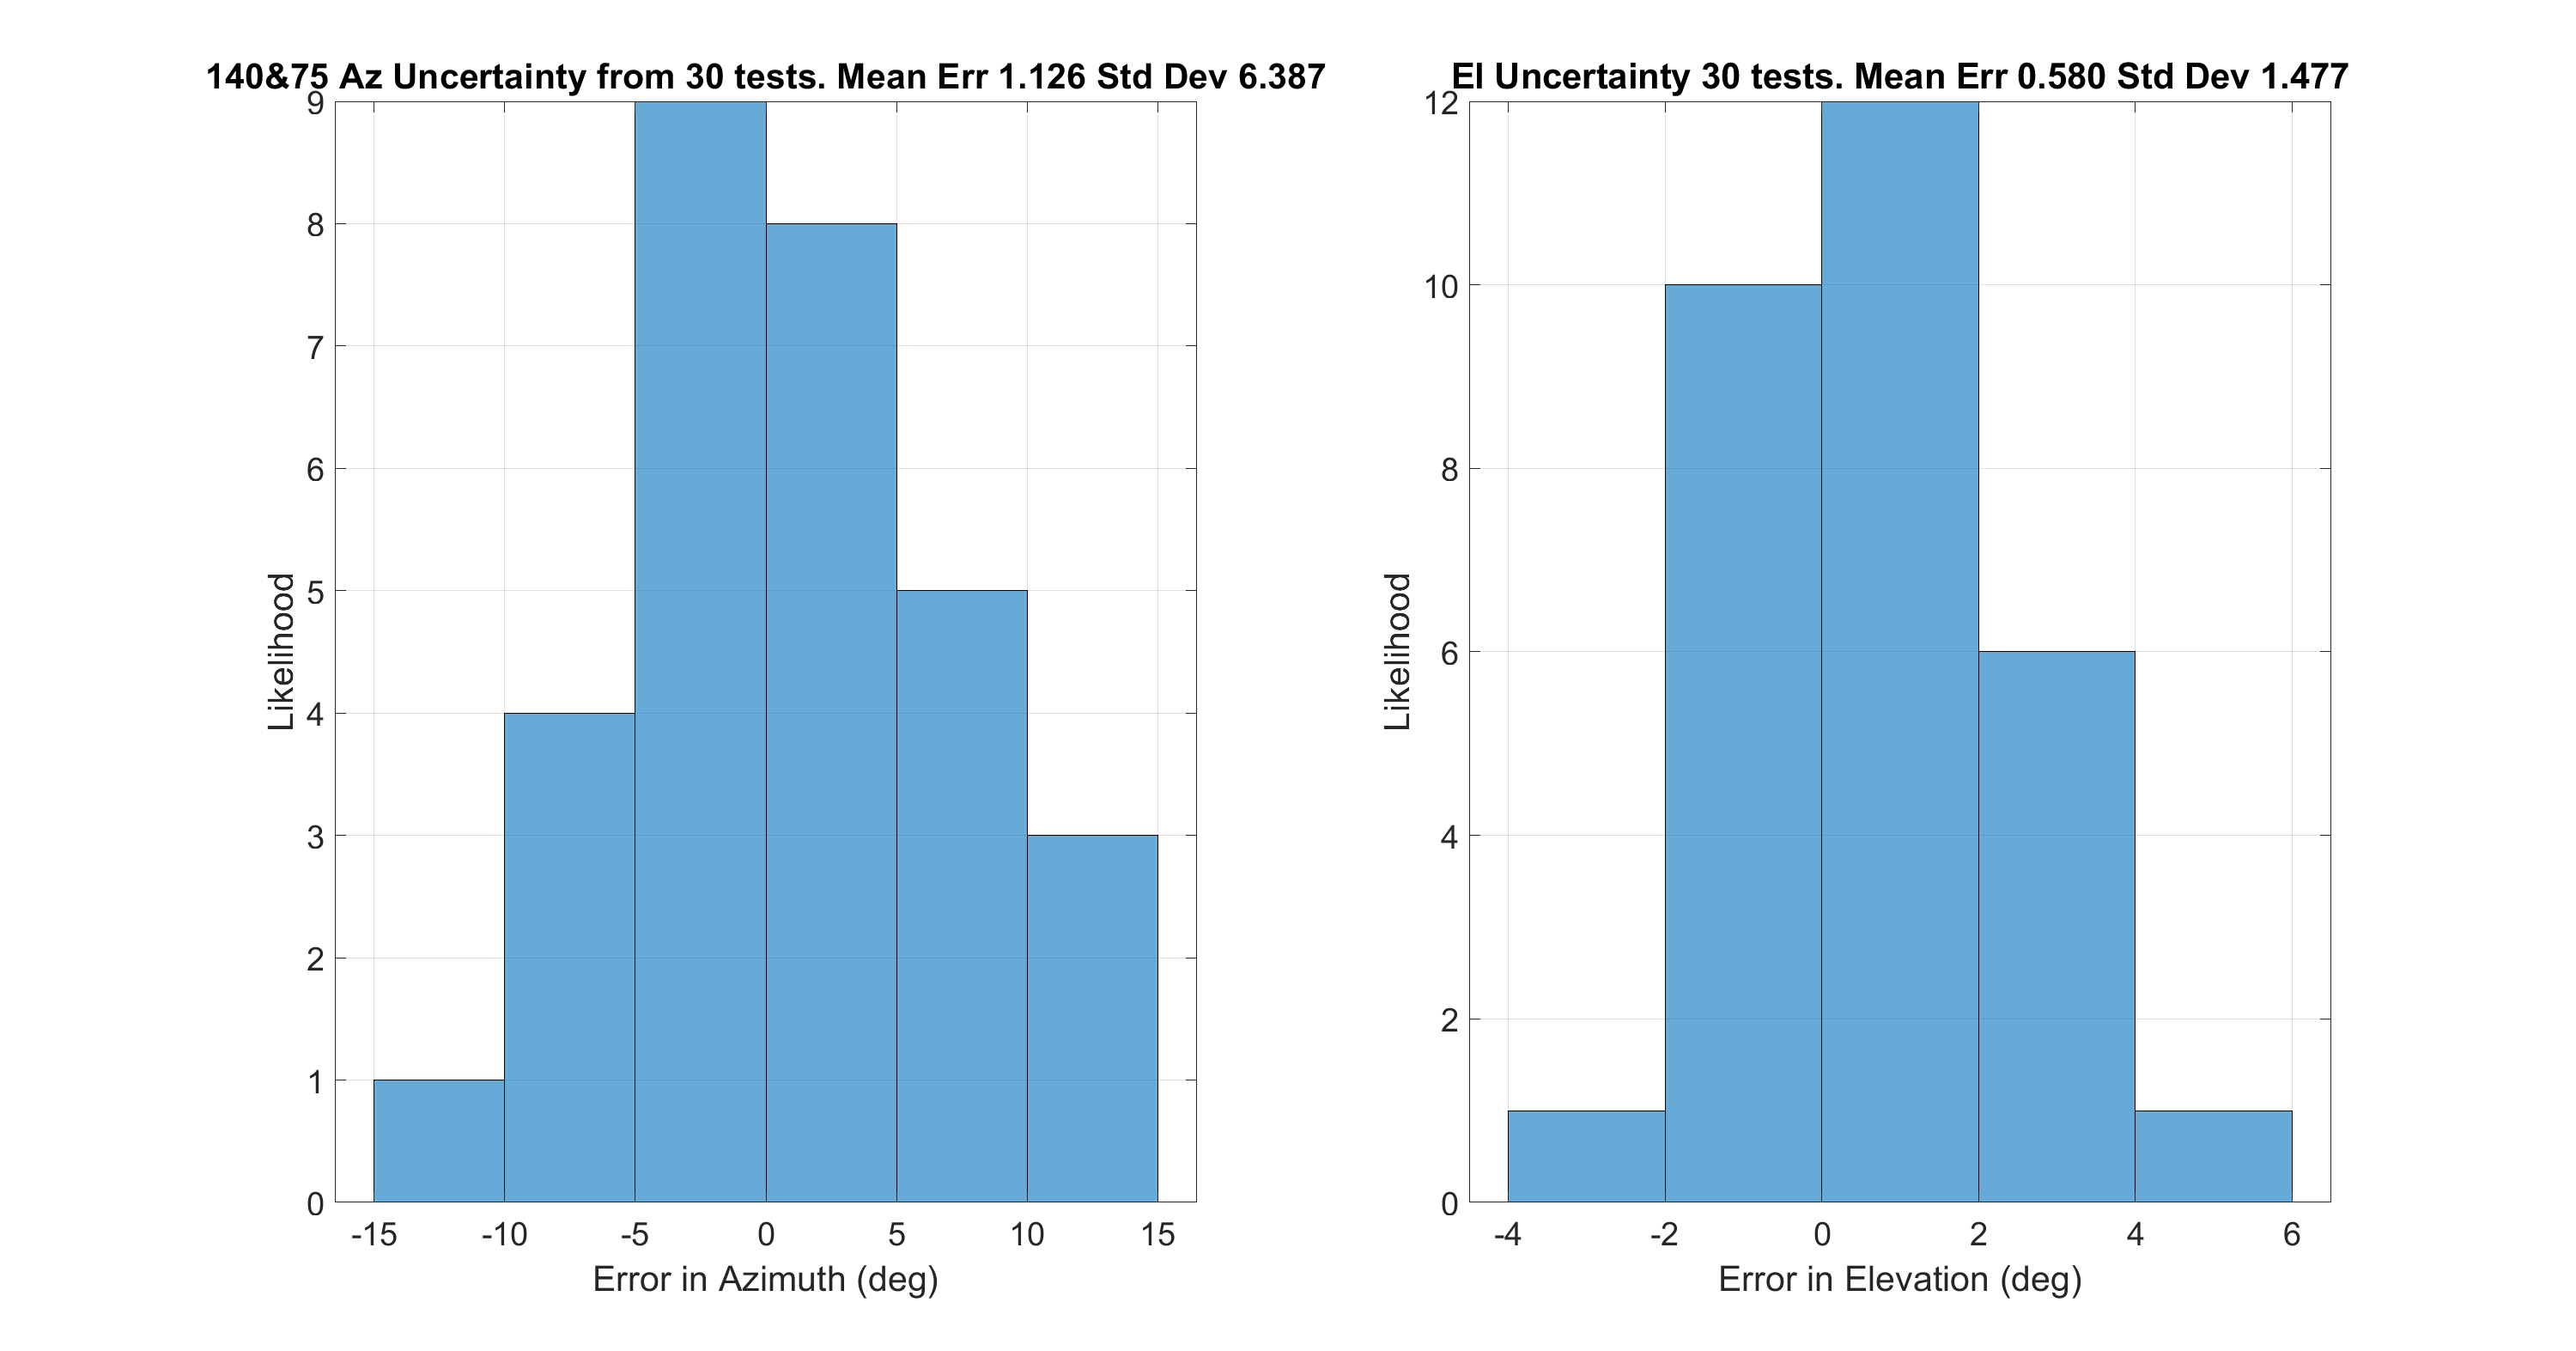 140&75 Az Uncertainty from 30 tests. Mean Err 1.126 Std Dev 6.387
9
8
7
6
5
4
3
2
1
0
Likelihood
-15 -10 -5 0 5 10 15
Error in Azimuth (deg)
El Uncertainty 30 tests. Mean Err 0.580 Std Dev 1.477
12
10
8
6
4
2
0
Likelihood
-4 -2 0 2 4 6
Error in Elevation (deg)